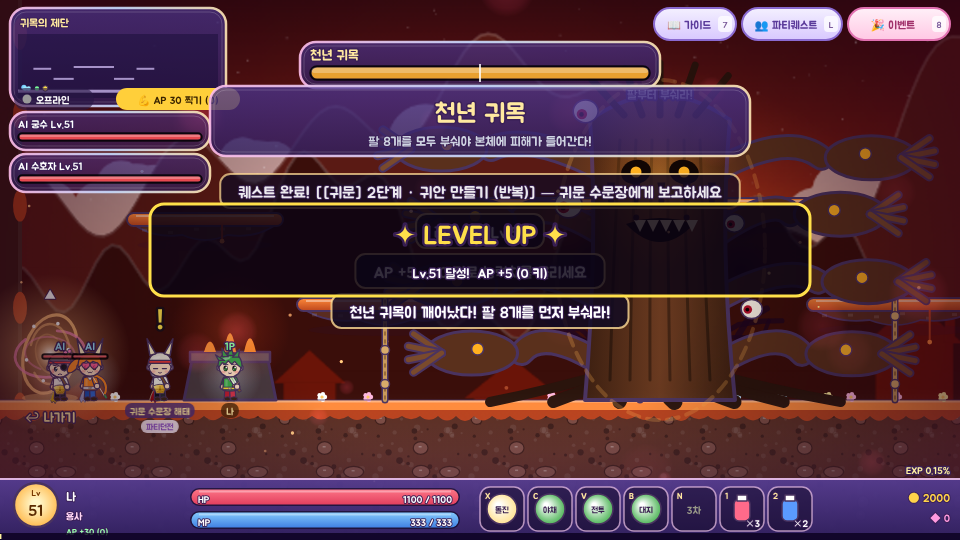 귀목의 제단
오프라인
AP 30 찍기
AI 궁수 Lv.51
AI 수호자 Lv.51
📖 가이드 7
👥 파티퀘스트 L
🎉 이벤트 8
천년 귀목
천년 귀목
팔 8개를 모두 부숴야 본체에 피해가 들어간다!
퀘스트 완료! [[귀문] 2단계 · 귀안 만들기 (반복)] — 귀문 수문장에게 보고하세요
✦ LEVEL UP ✦
Lv.51 달성! AP +5 (0 키)
천년 귀목이 깨어났다! 팔 8개를 먼저 부숴라!
AI
AI
!
1P
귀문 수문장 해태
파티던전
나
↩ 나가기
EXP 0.15%
Lv
51
나
용사
AP +30 (0)
HP 1100 / 1100
MP 333 / 333
X 돌진
C 야채
V 전투
B 대지
N 3차
1 ×3
2 ×2
2000
0